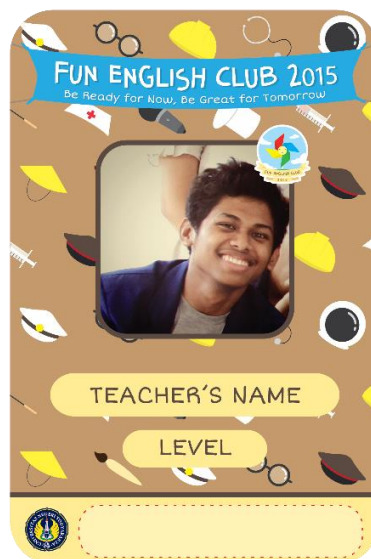 FUN ENGLISH CLUB 2015
Be Ready for Now, Be Great for Tomorrow
TEACHER'S NAME
LEVEL